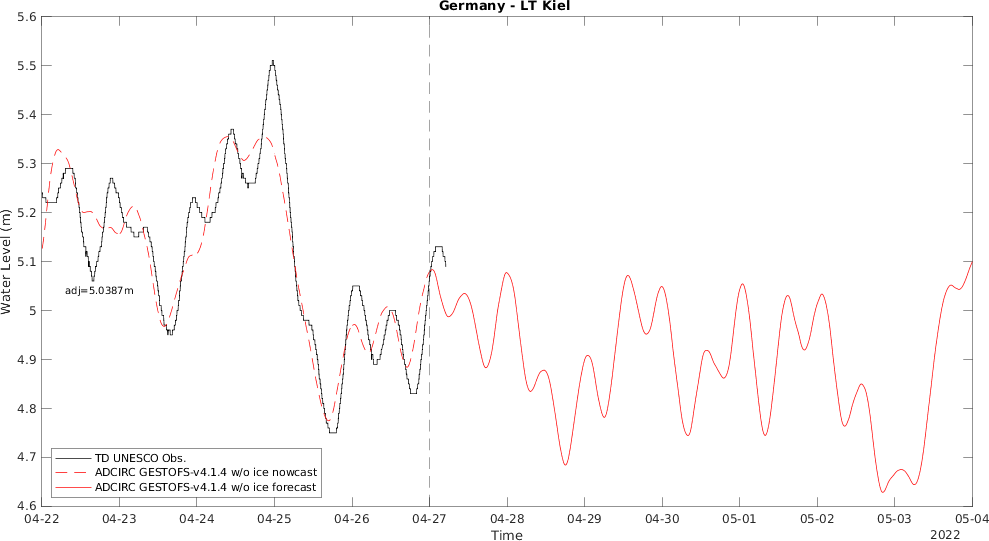 Germany - LT Kiel
5.6
5.5
5.4
5.3
5.2
5.1
5
4.9
4.8
4.7
4.6
Water Level (m)
adj=5.0387m
TD UNESCO Obs.
ADCIRC GESTOFS-v4.1.4 w/o ice nowcast
ADCIRC GESTOFS-v4.1.4 w/o ice forecast
04-22 04-23 04-24 04-25 04-26 04-27 04-28 04-29 04-30 05-01 05-02 05-03 05-04
Time
2022